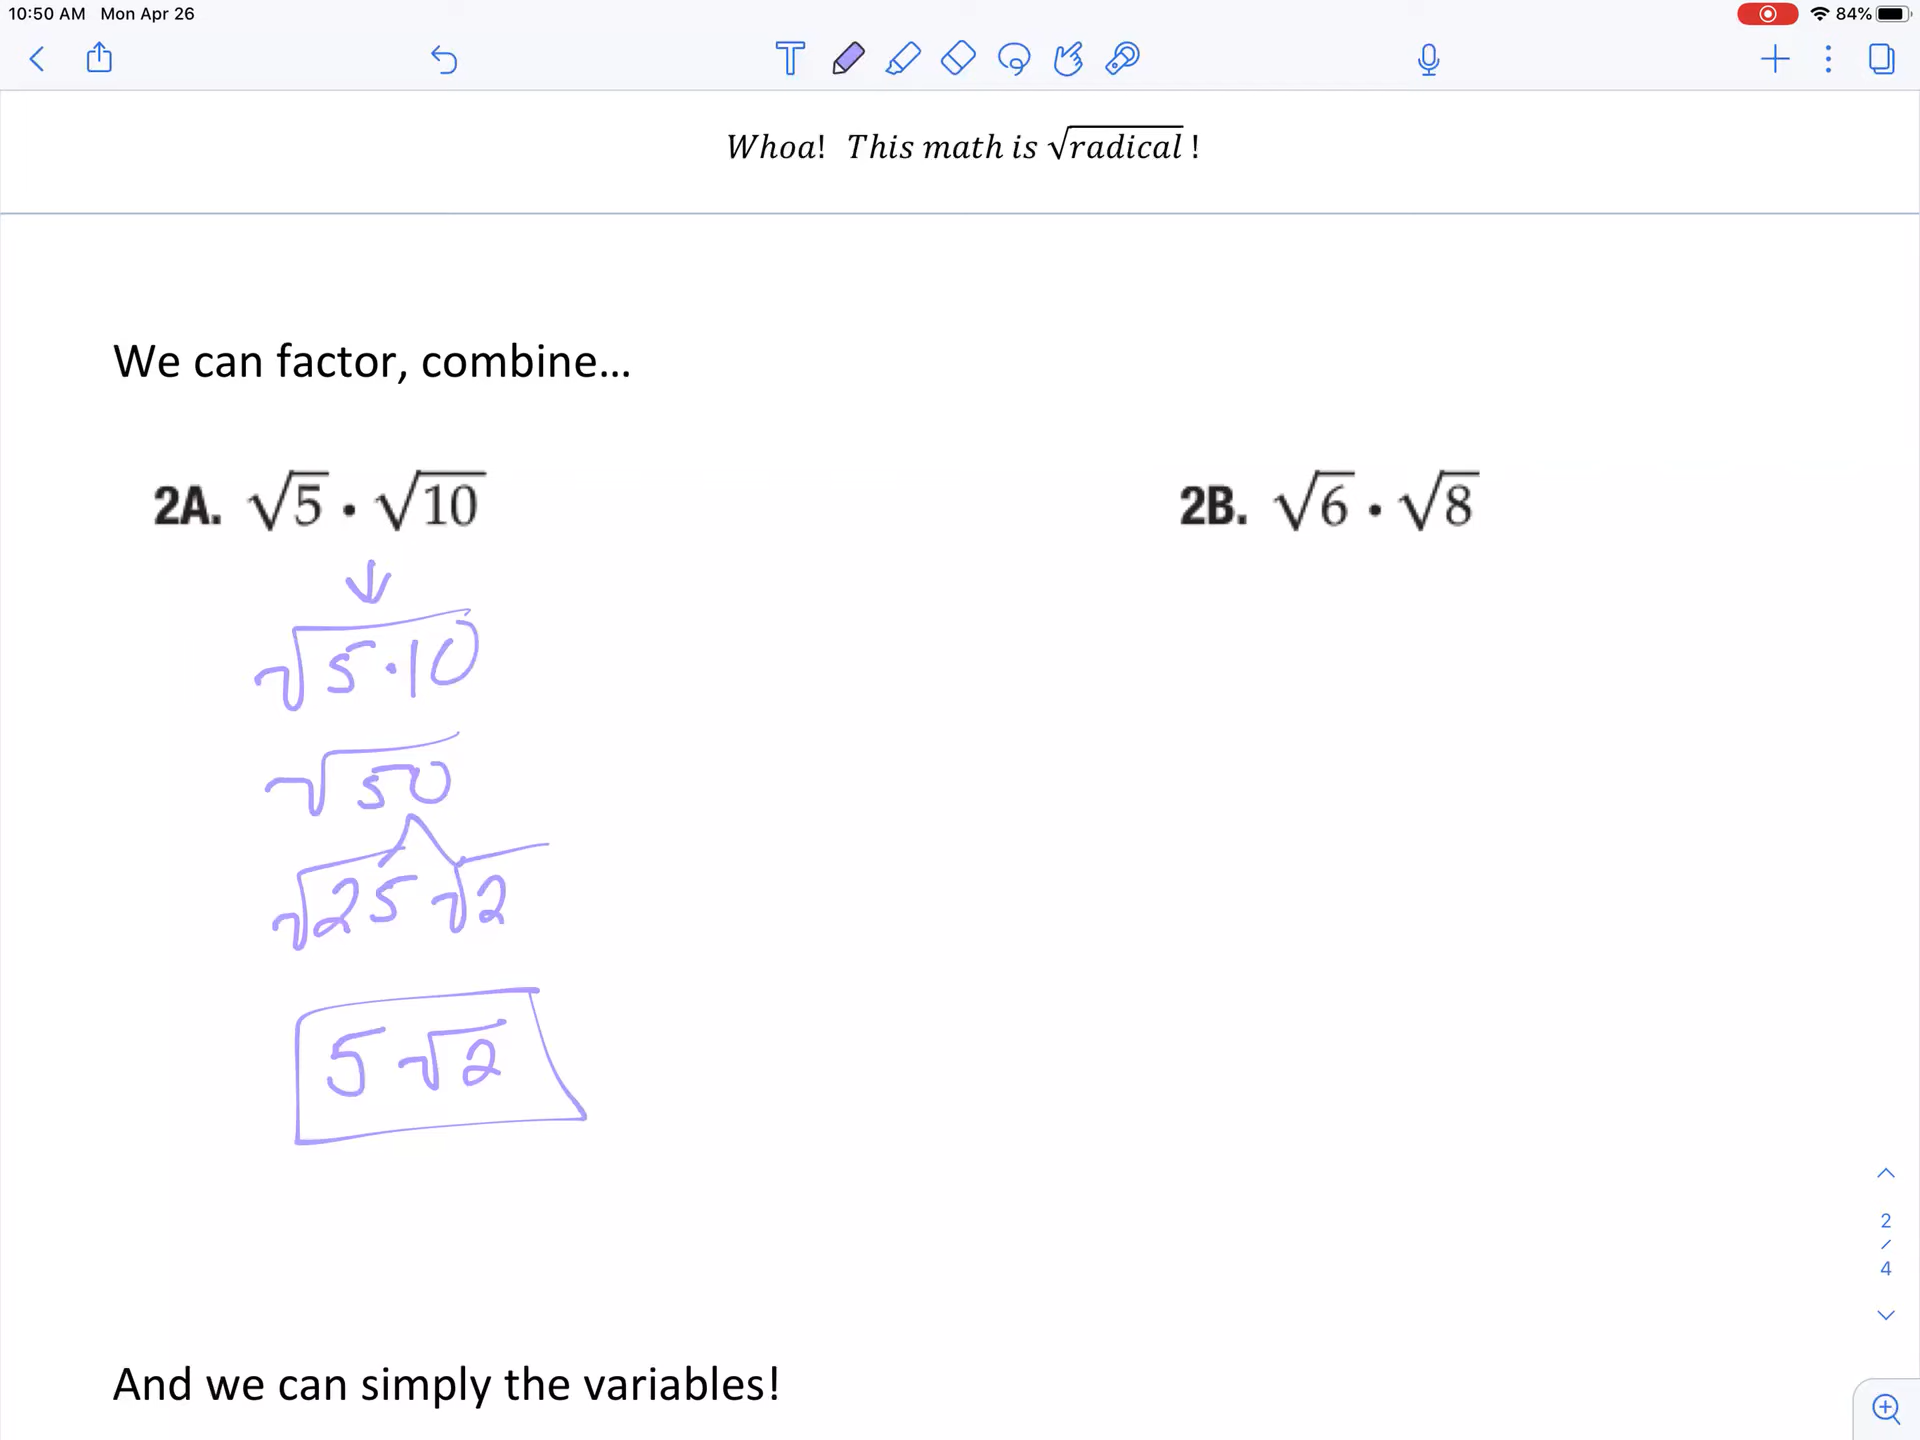 10:50 AM Mon Apr 26
84%
Whoa! This math is √radical !
We can factor, combine...
2A. √5 · √10
2B. √6 · √8
√5·10
√50
√25 √2
5 √2
2
/
4
And we can simply the variables!